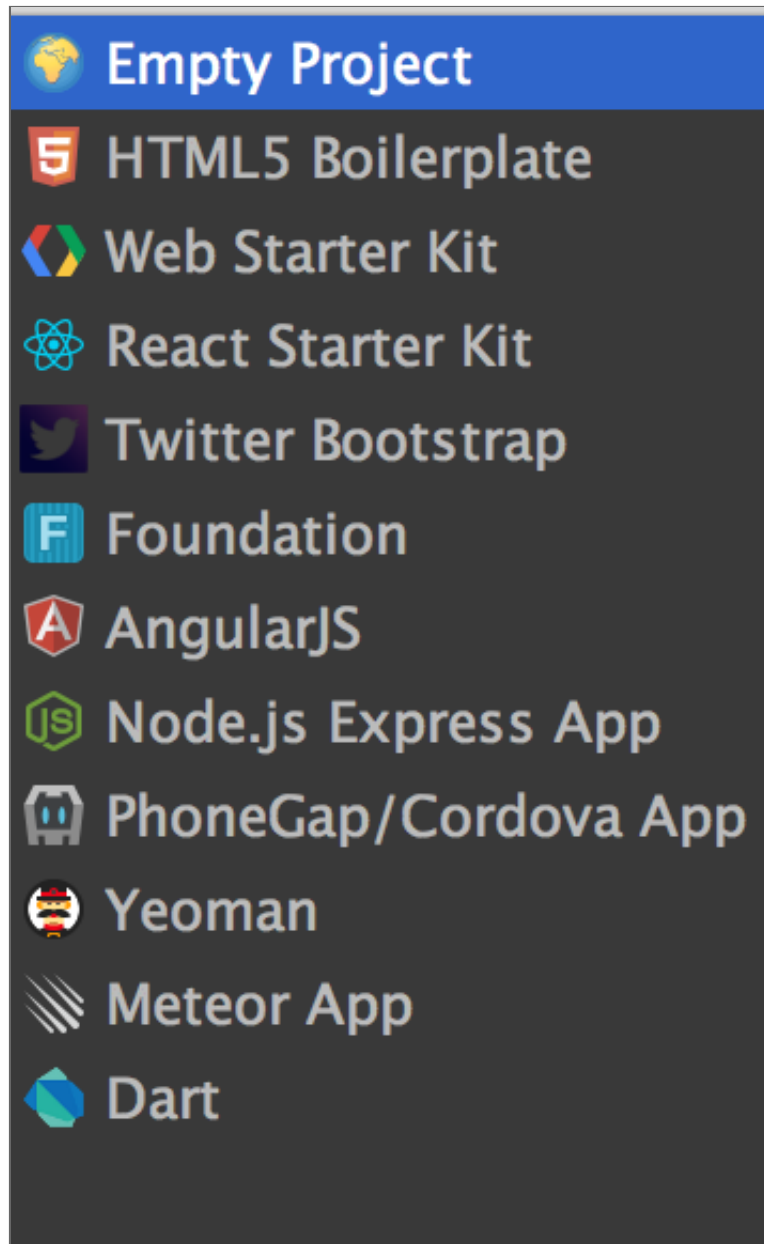 Empty Project
HTML5 Boilerplate
Web Starter Kit
React Starter Kit
Twitter Bootstrap
Foundation
AngularJS
Node.js Express App
PhoneGap/Cordova App
Yeoman
Meteor App
Dart